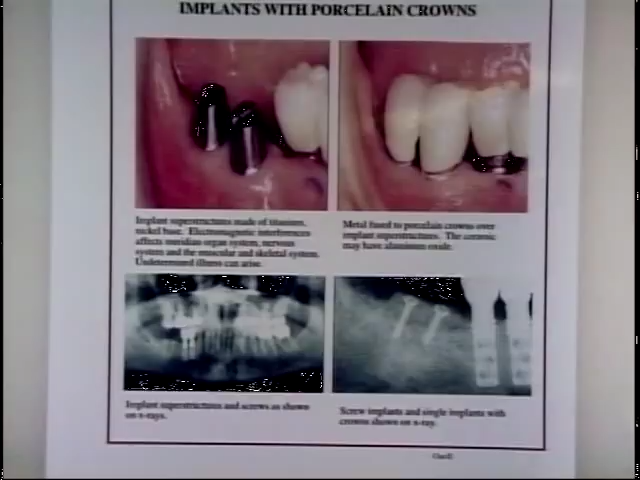 IMPLANTS WITH PORCELAIN CROWNS
Implant superstructures made of titanium,
nickel base. Electromagnetic interferences
affects meridian organ system, nervous
system and the muscular and skeletal system.
Undetermined illness can arise.
Metal fused to porcelain crowns over
implant superstructures. The ceramic
may have aluminum oxide.
Implant superstructures and screws as shown
on x-rays.
Screw implants and single implants with
crowns shown on x-ray.